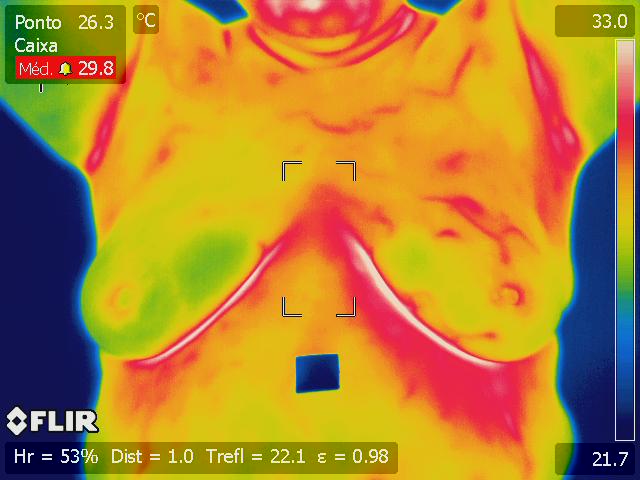 Ponto 26.3 °C
Caixa
Méd. 29.8
33.0
FLIR
Hr = 53% Dist = 1.0 Trefl = 22.1 ε = 0.98
21.7